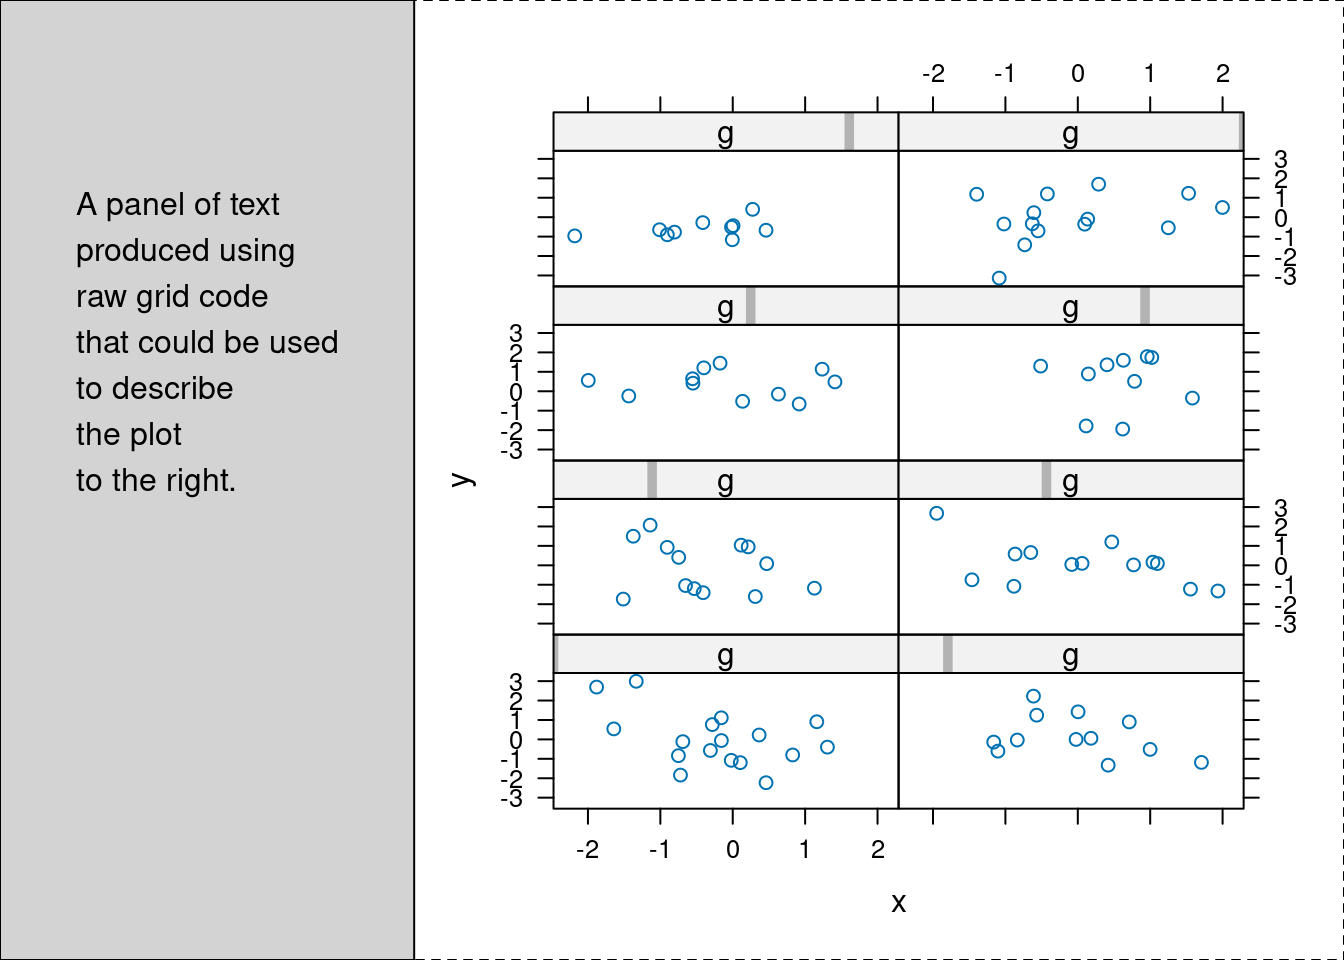 A panel of text
produced using
raw grid code
that could be used
to describe
the plot
to the right.
-2 -1 0 1 2
g g
3
2
1
0
-1
-2
-3
g g
3
2
1
0
-1
-2
-3
y
g g
3
2
1
0
-1
-2
-3
g g
3
2
1
0
-1
-2
-3
-2 -1 0 1 2
x